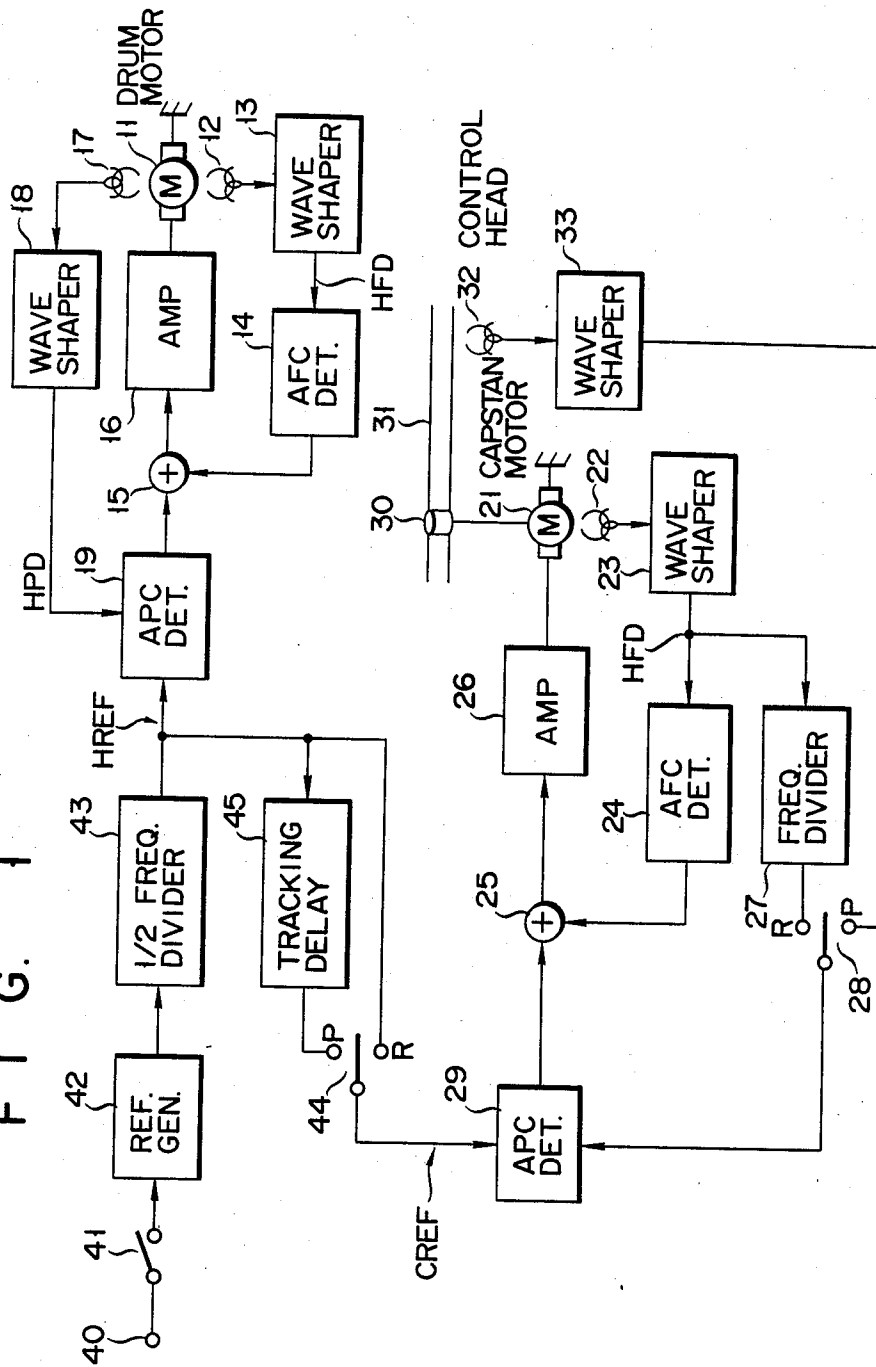 FIG. 1
40
41
42
REF.
GEN.
43
1/2 FREQ.
DIVIDER
HREF
19
APC
DET.
HPD
15
+
16
AMP
18
WAVE
SHAPER
17
11 DRUM
MOTOR
M
12
13
WAVE
SHAPER
HFD
14
AFC
DET.
45
TRACKING
DELAY
P
R
44
CREF
29
APC
DET.
25
+
26
AMP
30
31
21 CAPSTAN
MOTOR
M
22
23
WAVE
SHAPER
HFD
24
AFC
DET.
FREQ.
DIVIDER
27
R
P
28
32 CONTROL
HEAD
33
WAVE
SHAPER